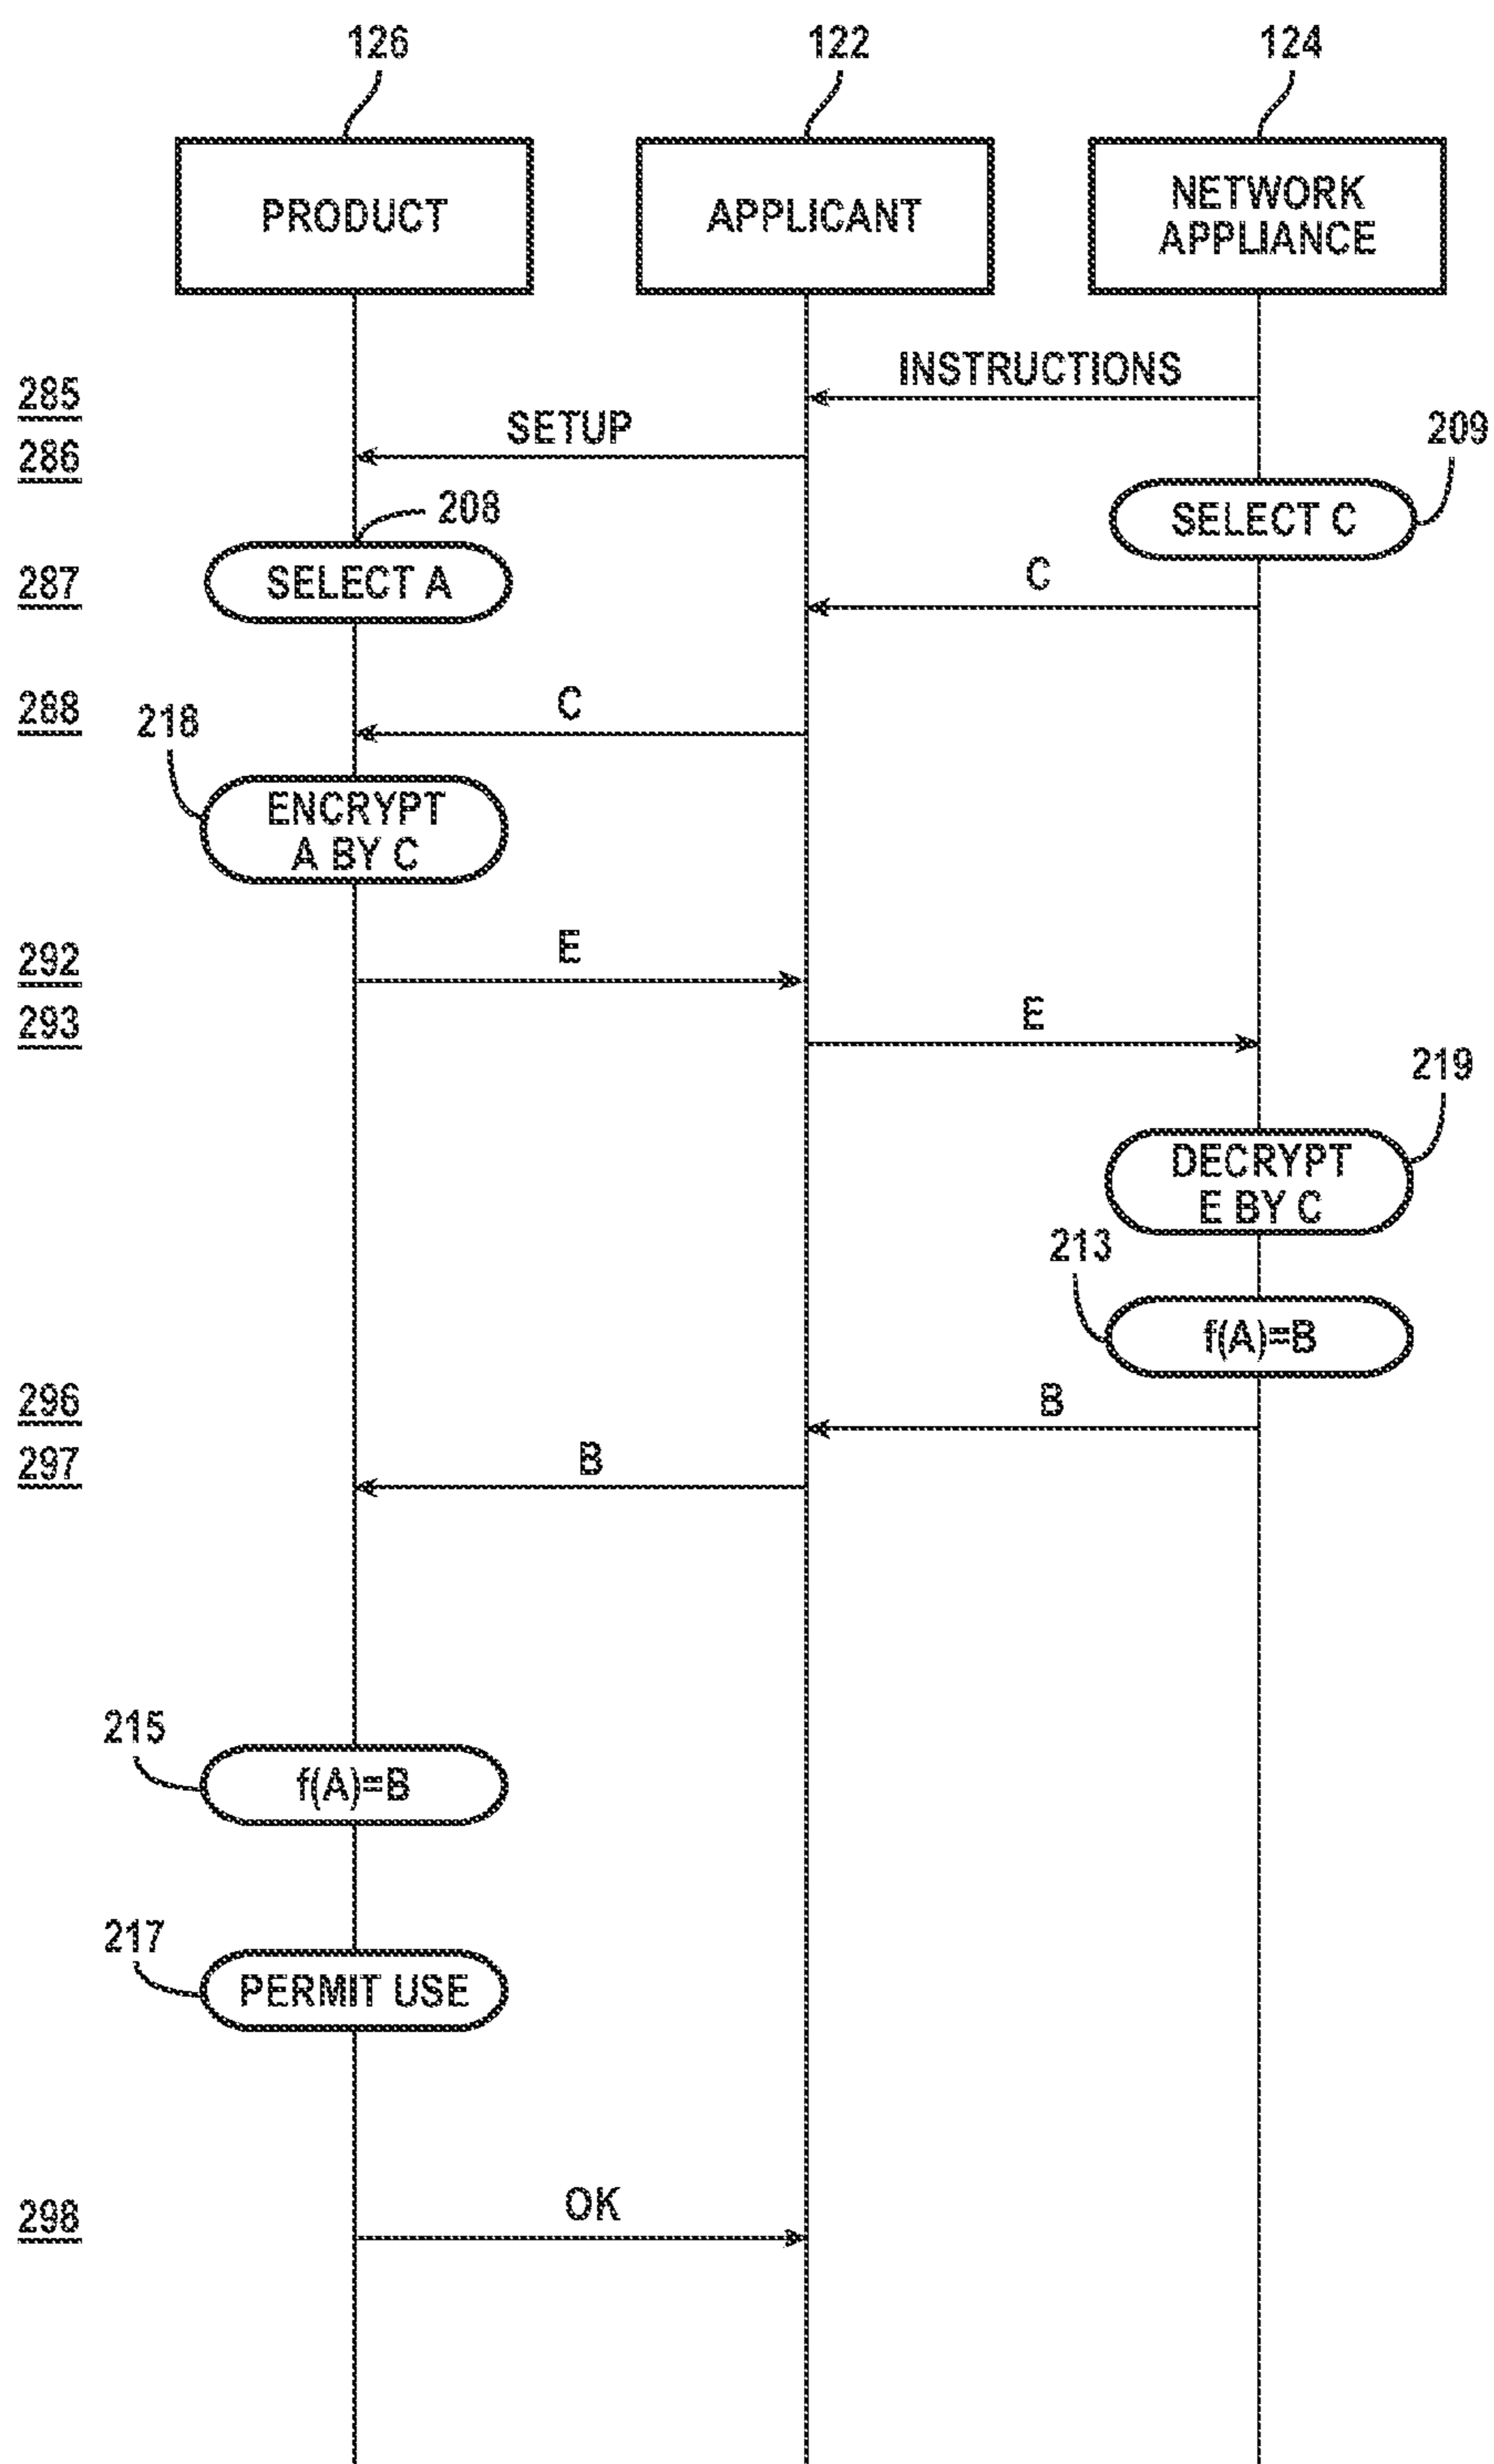 126
122
124
PRODUCT
APPLICANT
NETWORK
APPLIANCE
285
INSTRUCTIONS
286
SETUP
209
SELECT C
208
SELECT A
287
C
288
C
218
ENCRYPT
A BY C
292
E
293
E
219
DECRYPT
E BY C
213
f(A)=B
296
B
297
B
215
f(A)=B
217
PERMIT USE
298
OK